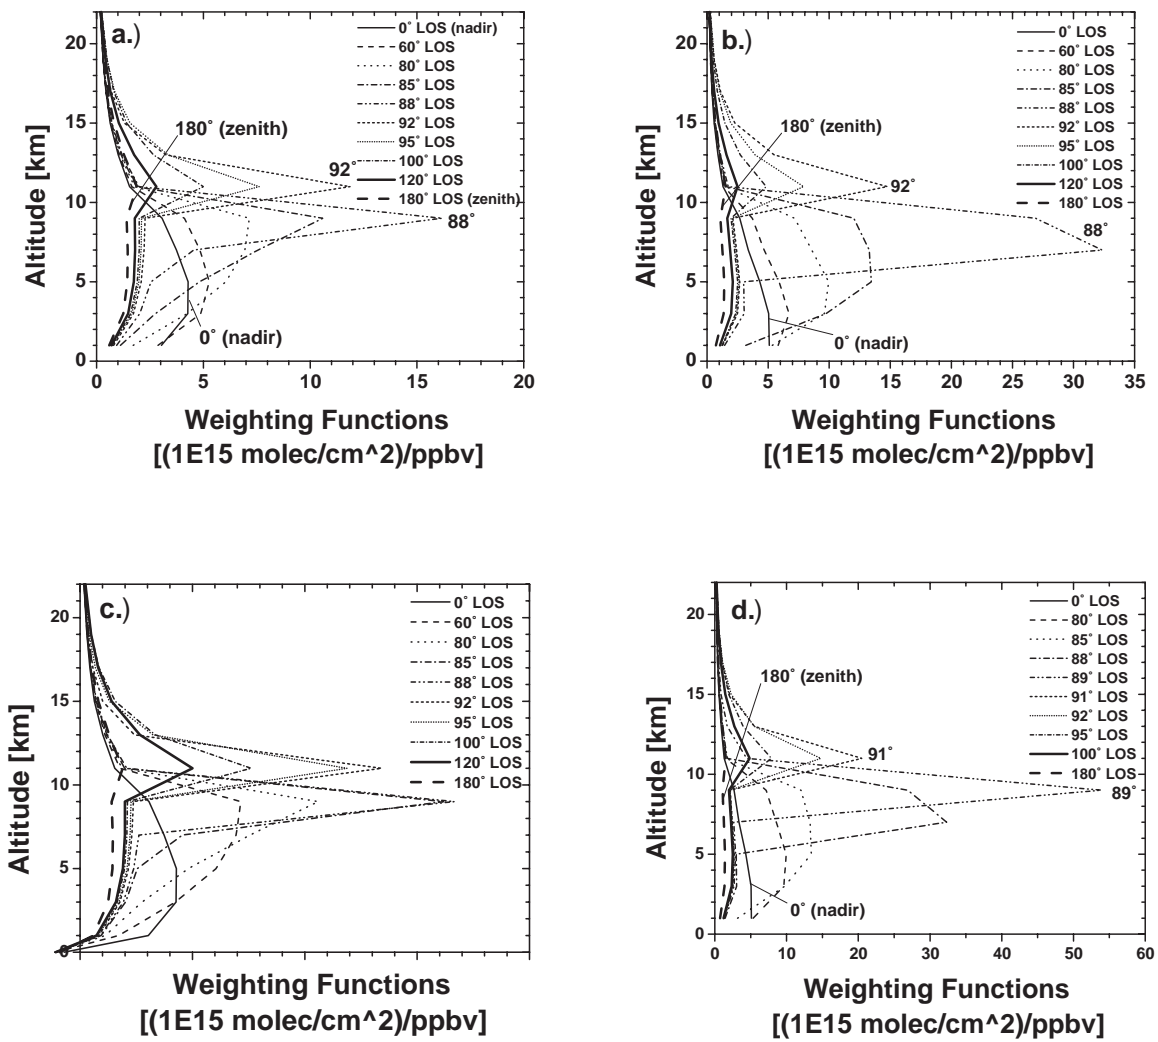 a.)
0° LOS (nadir)
60° LOS
80° LOS
85° LOS
88° LOS
92° LOS
95° LOS
100° LOS
120° LOS
180° LOS (zenith)
180° (zenith)
92°
88°
0° (nadir)
20
15
10
5
0
0 5 10 15 20
Altitude [km]
Weighting Functions
[(1E15 molec/cm^2)/ppbv]
b.)
0° LOS
60° LOS
80° LOS
85° LOS
88° LOS
92° LOS
95° LOS
100° LOS
120° LOS
180° LOS
180° (zenith)
92°
88°
0° (nadir)
20
15
10
5
0
0 5 10 15 20 25 30 35
Altitude [km]
Weighting Functions
[(1E15 molec/cm^2)/ppbv]
c.)
0° LOS
60° LOS
80° LOS
85° LOS
88° LOS
92° LOS
95° LOS
100° LOS
120° LOS
180° LOS
20
15
10
5
0
Altitude [km]
Weighting Functions
[(1E15 molec/cm^2)/ppbv]
d.)
0° LOS
80° LOS
85° LOS
88° LOS
89° LOS
91° LOS
92° LOS
95° LOS
100° LOS
180° LOS
180° (zenith)
91°
89°
0° (nadir)
20
15
10
5
0
0 10 20 30 40 50 60
Altitude [km]
Weighting Functions
[(1E15 molec/cm^2)/ppbv]